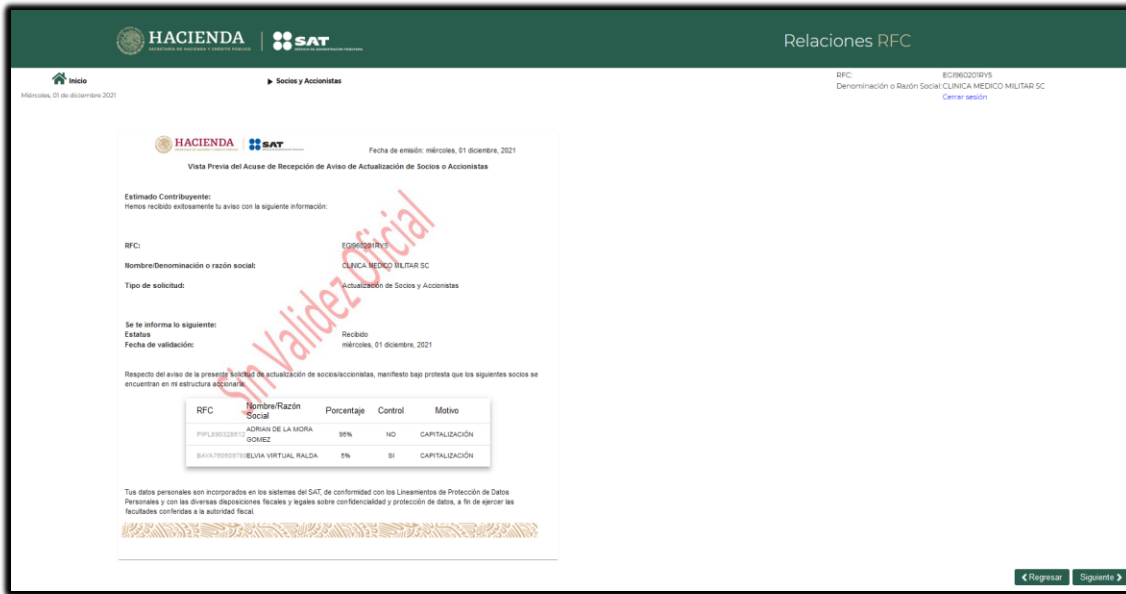 HACIENDA
SECRETARÍA DE HACIENDA Y CRÉDITO PÚBLICO
SAT
SERVICIO DE ADMINISTRACIÓN TRIBUTARIA
Relaciones RFC
Inicio
Socios y Accionistas
RFC: EGI960201RY5
Miércoles, 01 de diciembre 2021
Denominación o Razón Social: CLINICA MEDICO MILITAR SC
Cerrar sesión
HACIENDA
SAT
Fecha de emisión: miércoles, 01 diciembre, 2021
Vista Previa del Acuse de Recepción de Aviso de Actualización de Socios o Accionistas
Estimado Contribuyente:
Hemos recibido exitosamente tu aviso con la siguiente información:
RFC: EGI960201RY5
Nombre/Denominación o razón social: CLINICA MEDICO MILITAR SC
Tipo de solicitud: Actualización de Socios y Accionistas
Sin Validez Oficial
Se te informa lo siguiente:
Estatus Recibido
Fecha de validación: miércoles, 01 diciembre, 2021
Respecto del aviso de la presente solicitud de actualización de socios/accionistas, manifiesto bajo protesta que los siguientes socios se
encuentran en mi estructura accionaria:
RFC Nombre/Razón Social Porcentaje Control Motivo
ADRIAN DE LA MORA GOMEZ 95% NO CAPITALIZACIÓN
ELVIA VIRTUAL RALDA 5% SI CAPITALIZACIÓN
Tus datos personales son incorporados en los sistemas del SAT, de conformidad con los Lineamientos de Protección de Datos
Personales y con las diversas disposiciones fiscales y legales sobre confidencialidad y protección de datos, a fin de ejercer las
facultades conferidas a la autoridad fiscal.
Regresar Siguiente